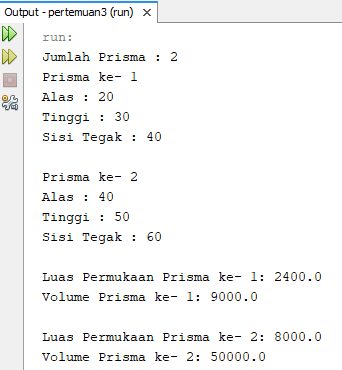 Output - pertemuan3 (run)
run:
Jumlah Prisma : 2
Prisma ke- 1
Alas : 20
Tinggi : 30
Sisi Tegak : 40
Prisma ke- 2
Alas : 40
Tinggi : 50
Sisi Tegak : 60
Luas Permukaan Prisma ke- 1: 2400.0
Volume Prisma ke- 1: 9000.0
Luas Permukaan Prisma ke- 2: 8000.0
Volume Prisma ke- 2: 50000.0